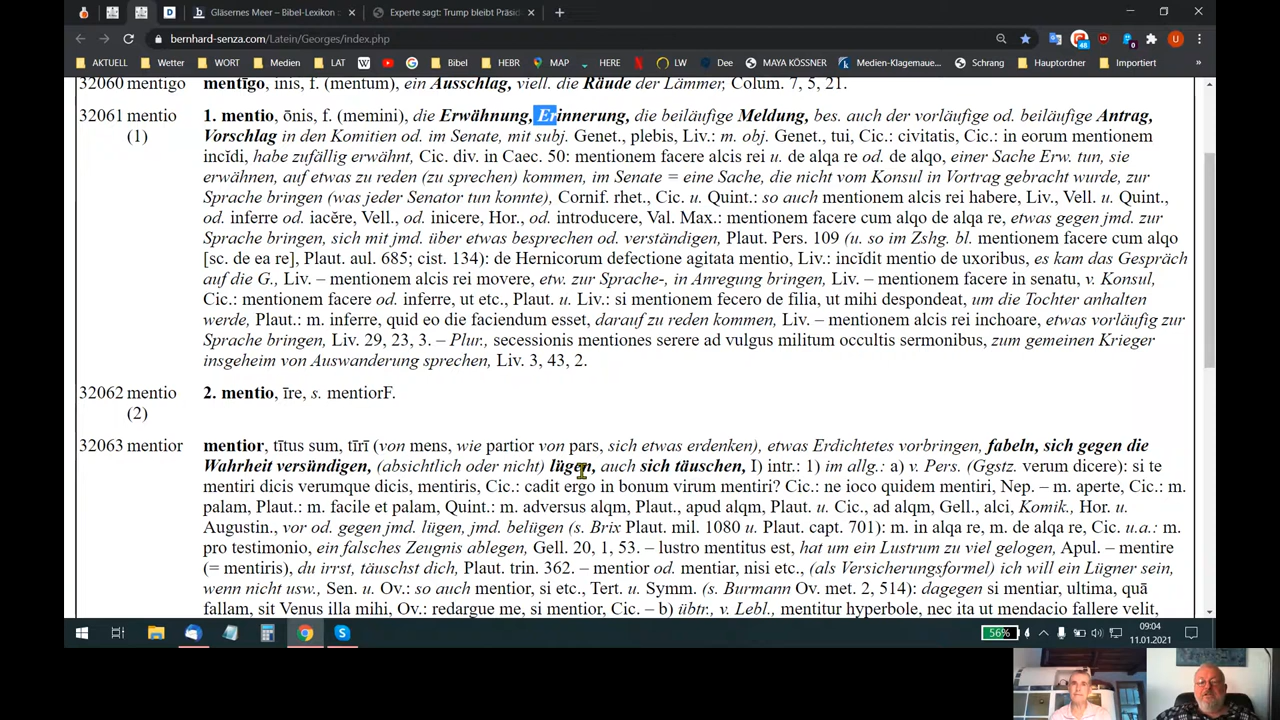 Gläsernes Meer – Bibel-Lexikon :
Experte sagt: Trump bleibt Präsid
bernhard-senza.com/Latein/Georges/index.php
48
0
U
AKTUELL Wetter WORT Medien LAT Bibel HEBR MAP HERE LW Dee MAYA KÖSSNER Medien-Klagemaue... Hauptordner Importiert
32060 mentigo mentīgo, inis, f. (mentum), ein Ausschlag, viell. die Räude der Lämmer, Colum. 7, 5, 21.
32061 mentio 1. mentio, ōnis, f. (memini), die Erwähnung, Erinnerung, die beiläufige Meldung, bes. auch der vorläufige od. beiläufige Antrag,
(1) Vorschlag in den Komitien od. im Senate, mit subj. Genet., plebis, Liv.: m. obj. Genet., tui, Cic.: civitatis, Cic.: in eorum mentionem
incĭdi, habe zufällig erwähnt, Cic. div. in Caec. 50: mentionem facere alcis rei u. de alqa re od. de alqo, einer Sache Erw. tun, sie
erwähnen, auf etwas zu reden (zu sprechen) kommen, im Senate = eine Sache, die nicht vom Konsul in Vortrag gebracht wurde, zur
Sprache bringen (was jeder Senator tun konnte), Cornif. rhet., Cic. u. Quint.: so auch mentionem alcis rei habere, Liv., Vell. u. Quint.,
od. inferre od. iacĕre, Vell., od. inicere, Hor., od. introducere, Val. Max.: mentionem facere cum alqo de alqa re, etwas gegen jmd. zur
Sprache bringen, sich mit jmd. über etwas besprechen od. verständigen, Plaut. Pers. 109 (u. so im Zshg. bl. mentionem facere cum alqo
[sc. de ea re], Plaut. aul. 685; cist. 134): de Hernicorum defectione agitata mentio, Liv.: incĭdit mentio de uxoribus, es kam das Gespräch
auf die G., Liv. – mentionem alcis rei movere, etw. zur Sprache-, in Anregung bringen, Liv. – mentionem facere in senatu, v. Konsul,
Cic.: mentionem facere od. inferre, ut etc., Plaut. u. Liv.: si mentionem fecero de filia, ut mihi despondeat, um die Tochter anhalten
werde, Plaut.: m. inferre, quid eo die faciendum esset, darauf zu reden kommen, Liv. – mentionem alcis rei inchoare, etwas vorläufig zur
Sprache bringen, Liv. 29, 23, 3. – Plur., secessionis mentiones serere ad vulgus militum occultis sermonibus, zum gemeinen Krieger
insgeheim von Auswanderung sprechen, Liv. 3, 43, 2.
32062 mentio 2. mentio, īre, s. mentiorF.
(2)
32063 mentior mentior, tītus sum, tīrī (von mens, wie partior von pars, sich etwas erdenken), etwas Erdichtetes vorbringen, fabeln, sich gegen die
Wahrheit versündigen, (absichtlich oder nicht) lügen, auch sich täuschen, I) intr.: 1) im allg.: a) v. Pers. (Ggstz. verum dicere): si te
mentiri dicis verumque dicis, mentiris, Cic.: cadit ergo in bonum virum mentiri? Cic.: ne ioco quidem mentiri, Nep. – m. aperte, Cic.: m.
palam, Plaut.: m. facile et palam, Quint.: m. adversus alqm, Plaut., apud alqm, Plaut. u. Cic., ad alqm, Gell., alci, Komik., Hor. u.
Augustin., vor od. gegen jmd. lügen, jmd. belügen (s. Brix Plaut. mil. 1080 u. Plaut. capt. 701): m. in alqa re, m. de alqa re, Cic. u.a.: m.
pro testimonio, ein falsches Zeugnis ablegen, Gell. 20, 1, 53. – lustro mentitus est, hat um ein Lustrum zu viel gelogen, Apul. – mentire
(= mentiris), du irrst, täuschst dich, Plaut. trin. 362. – mentior od. mentiar, nisi etc., (als Versicherungsformel) ich will ein Lügner sein,
wenn nicht usw., Sen. u. Ov.: so auch mentior, si etc., Tert. u. Symm. (s. Burmann Ov. met. 2, 514): dagegen si mentiar, ultima, quā
fallam, sit Venus illa mihi, Ov.: redargue me, si mentior, Cic. – b) übtr., v. Lebl., mentitur hyperbole, nec ita ut mendacio fallere velit,
56%
09:04
11.01.2021